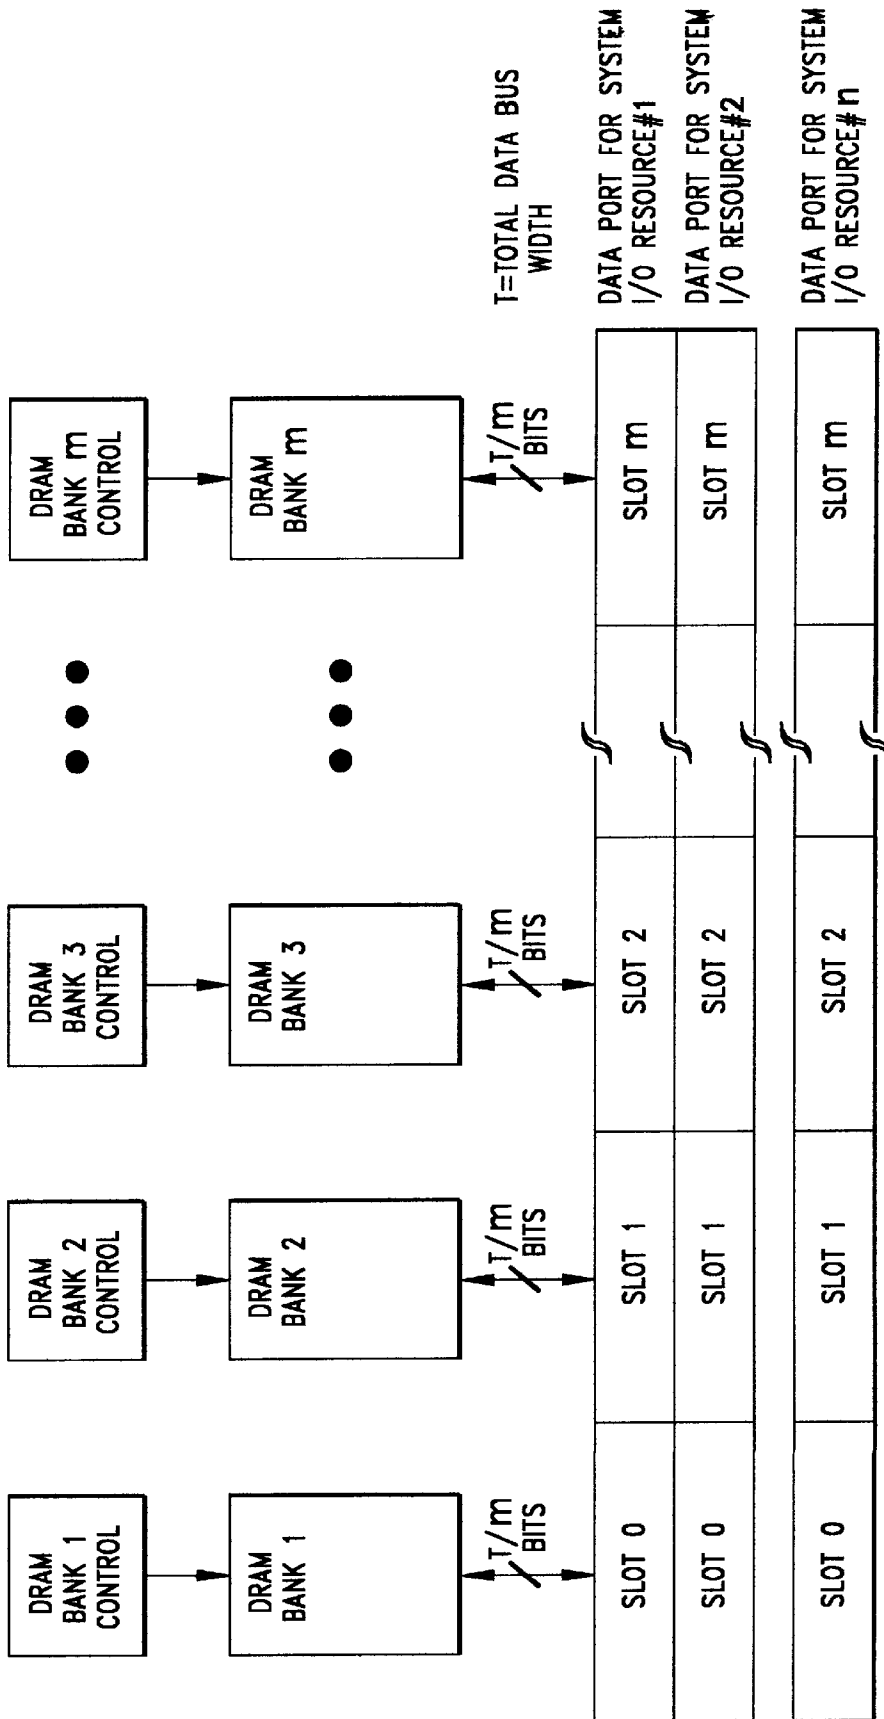 DRAM
BANK 1
CONTROL
DRAM
BANK 2
CONTROL
DRAM
BANK 3
CONTROL
DRAM
BANK m
CONTROL
DRAM
BANK 1
DRAM
BANK 2
DRAM
BANK 3
DRAM
BANK m
T/m
BITS
T/m
BITS
T/m
BITS
T/m
BITS
T=TOTAL DATA BUS
WIDTH
SLOT 0
SLOT 1
SLOT 2
SLOT m
DATA PORT FOR SYSTEM
I/O RESOURCE#1
SLOT 0
SLOT 1
SLOT 2
SLOT m
DATA PORT FOR SYSTEM
I/O RESOURCE#2
SLOT 0
SLOT 1
SLOT 2
SLOT m
DATA PORT FOR SYSTEM
I/O RESOURCE# n